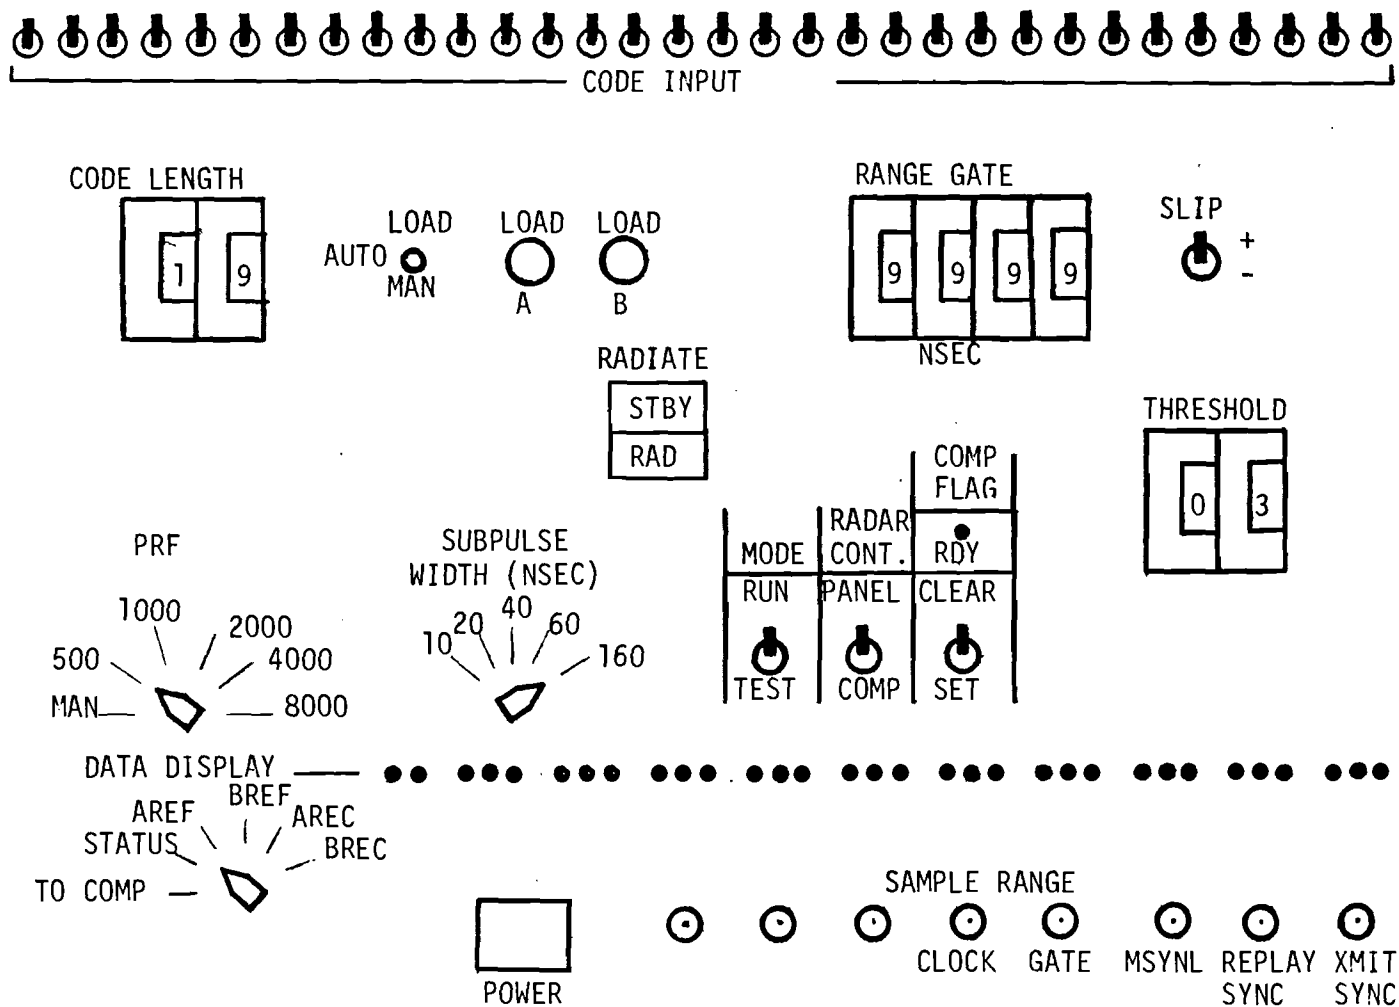 CODE INPUT
CODE LENGTH
1 9
LOAD
AUTO
MAN
LOAD
A
LOAD
B
RANGE GATE
9 9 9 9
NSEC
SLIP
+
-
RADIATE
STBY
RAD
THRESHOLD
0 3
COMP
FLAG
RDY
CLEAR
SET
RADAR
CONT.
PANEL
COMP
MODE
RUN
TEST
PRF
MAN
500
1000
2000
4000
8000
SUBPULSE
WIDTH (NSEC)
10
20
40
60
160
DATA DISPLAY
TO COMP
STATUS
AREF
BREF
AREC
BREC
POWER
SAMPLE RANGE
CLOCK
GATE
MSYNL
REPLAY
SYNC
XMIT
SYNC